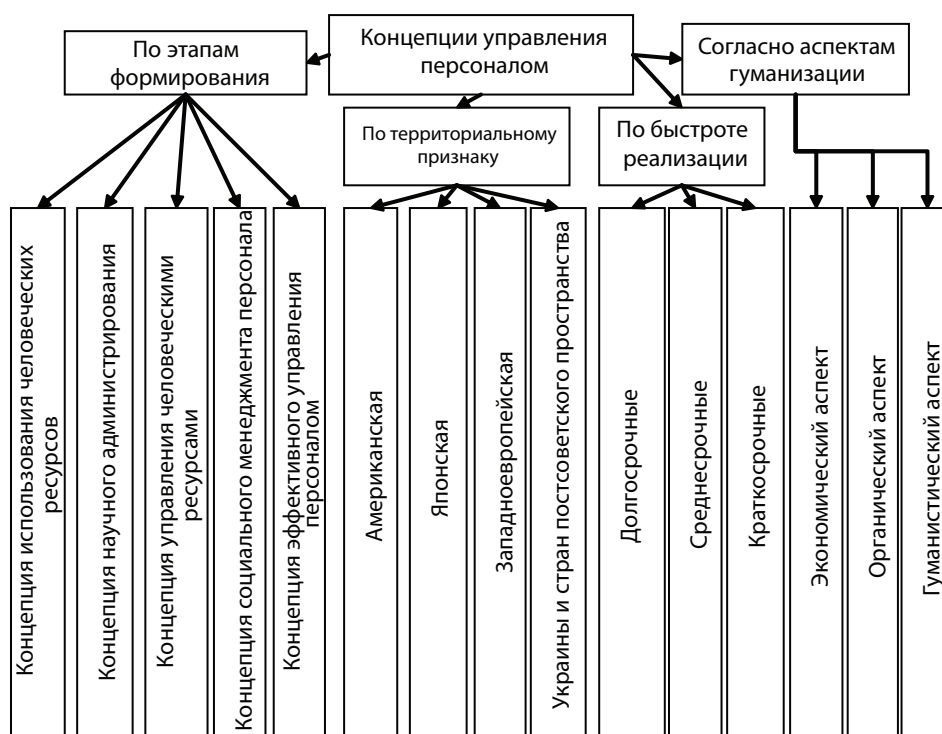 По этапам
формирования
Концепции управления
персоналом
Согласно аспектам
гуманизации
По территориальному
признаку
По быстроте
реализации
Концепция использования человеческих
ресурсов
Концепция научного администрирования
Концепция управления человеческими
ресурсами
Концепция социального менеджмента персонала
Концепция эффективного управления
персоналом
Американская
Японская
Западноевропейская
Украины и стран постсоветского пространства
Долгосрочные
Среднесрочные
Краткосрочные
Экономический аспект
Органический аспект
Гуманистический аспект